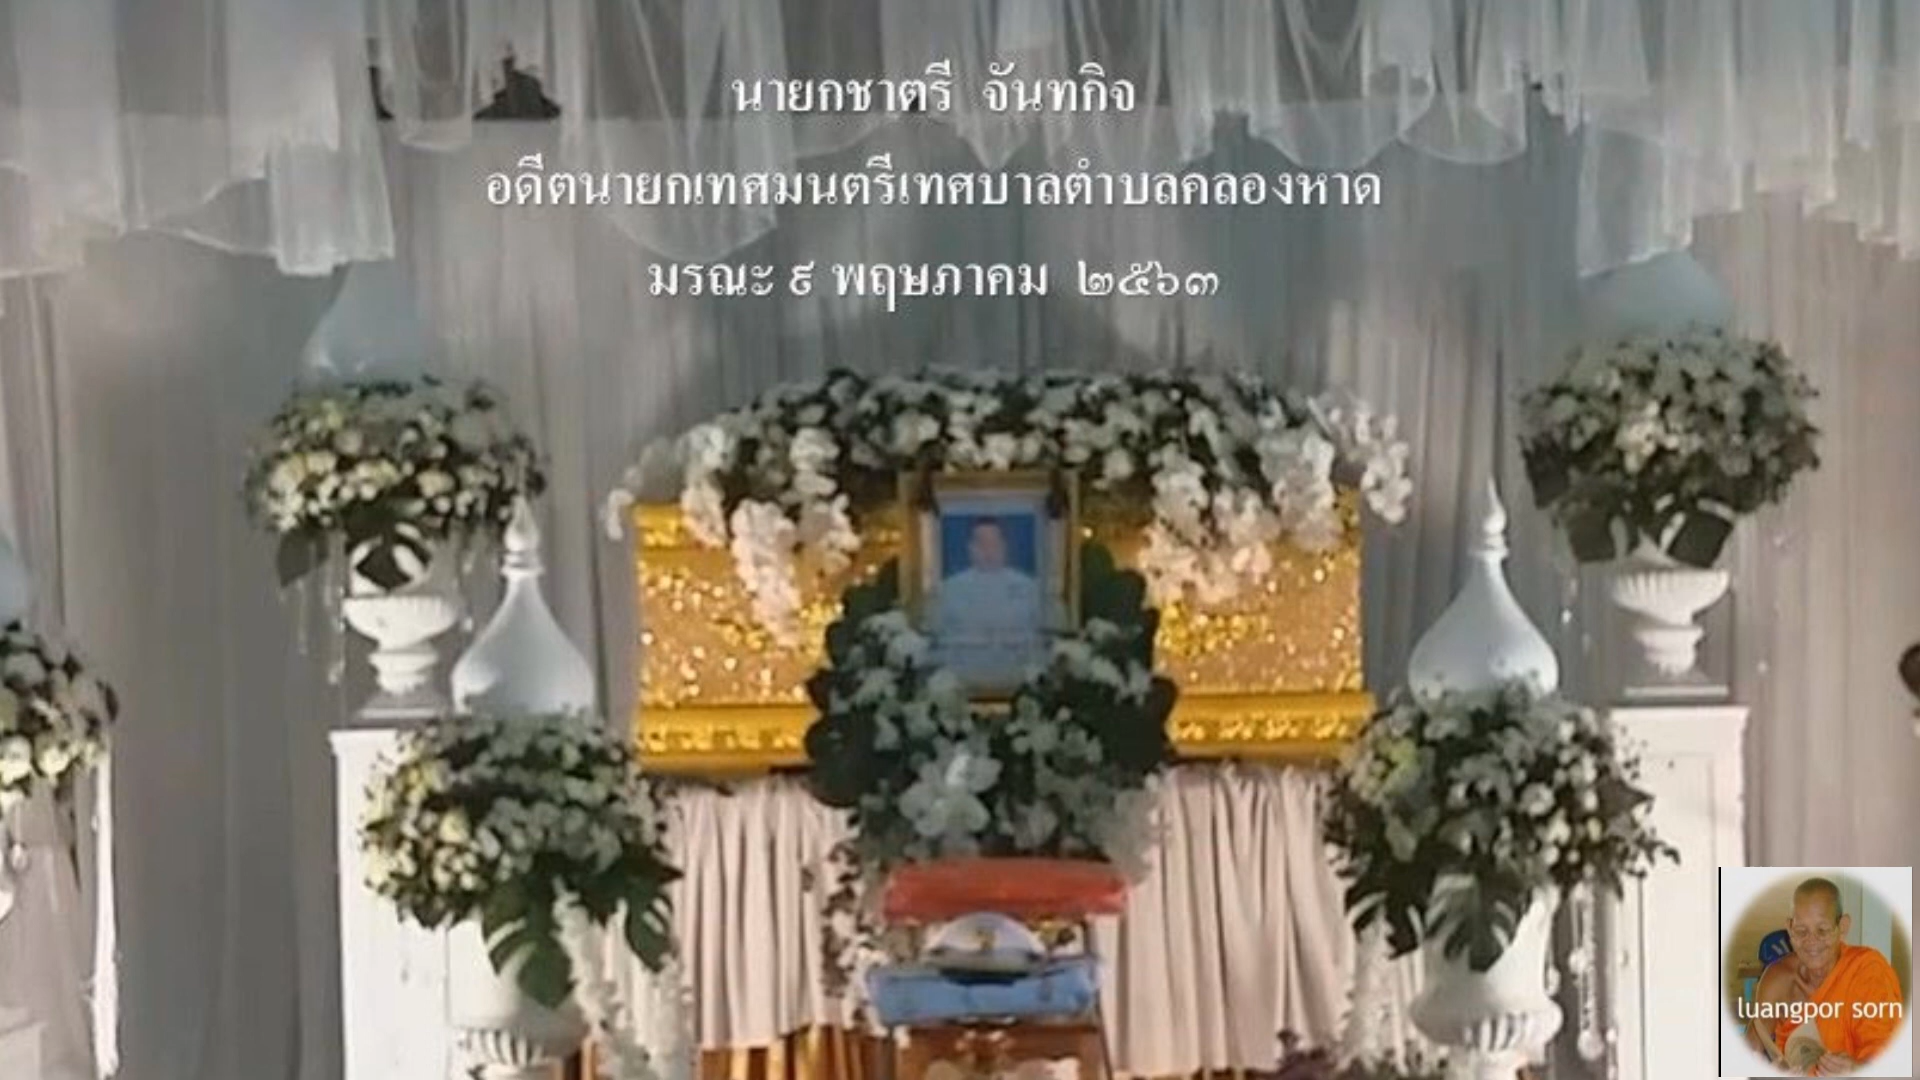 นายกชาตรี จันทกิจ
อดีตนายกเทศมนตรีเทศบาลตำบลคลองหาด
มรณะ ๙ พฤษภาคม ๒๕๖๓
luangpor sorn